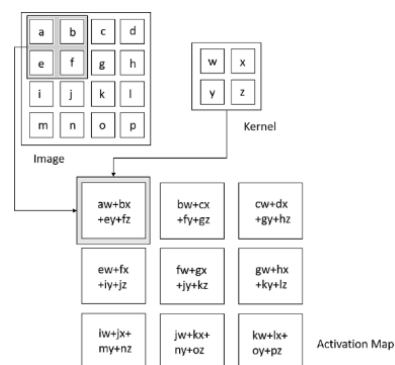 a b c d
e f g h
i j k l
m n o p
Image
w x
y z
Kernel
aw+bx
+ey+fz
bw+cx
+fy+gz
cw+dx
+gy+hz
ew+fx
+iy+jz
fw+gx
+jy+kz
gw+hx
+ky+lz
iw+jx+
my+nz
jw+kx+
ny+oz
kw+lx+
oy+pz
Activation Map